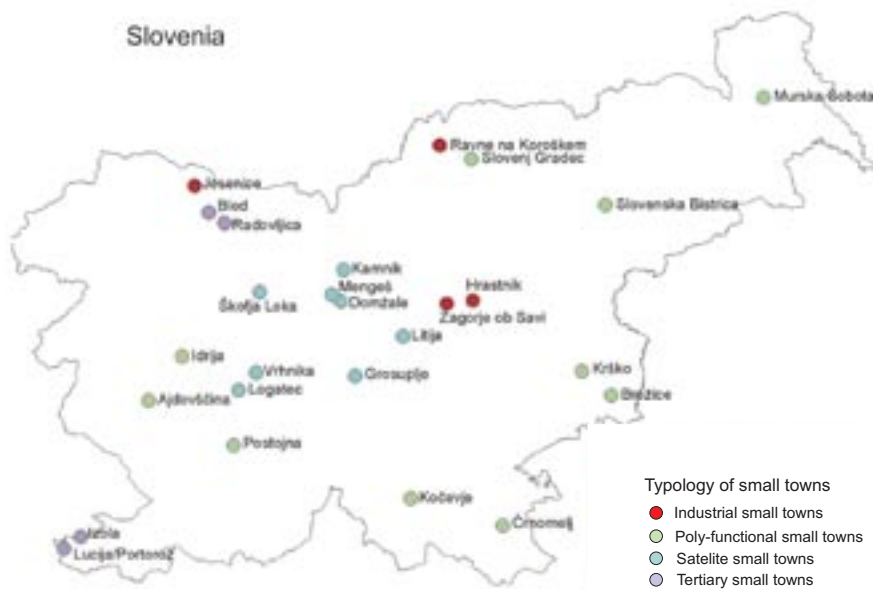 Slovenia
Murska Sobota
Ravne na Koroškem
Slovenj Gradec
Jesenice
Bled
Radovljica
Slovenska Bistrica
Kamnik
Mengeš
Domžale
Škofja Loka
Hrastnik
Zagorje ob Savi
Litija
Idrija
Vrhnika
Logatec
Grosuplje
Krško
Brežice
Ajdovščina
Postojna
Kočevje
Črnomelj
Izola
Lucija/Portorož
Typology of small towns
Industrial small towns
Poly-functional small towns
Satelite small towns
Tertiary small towns